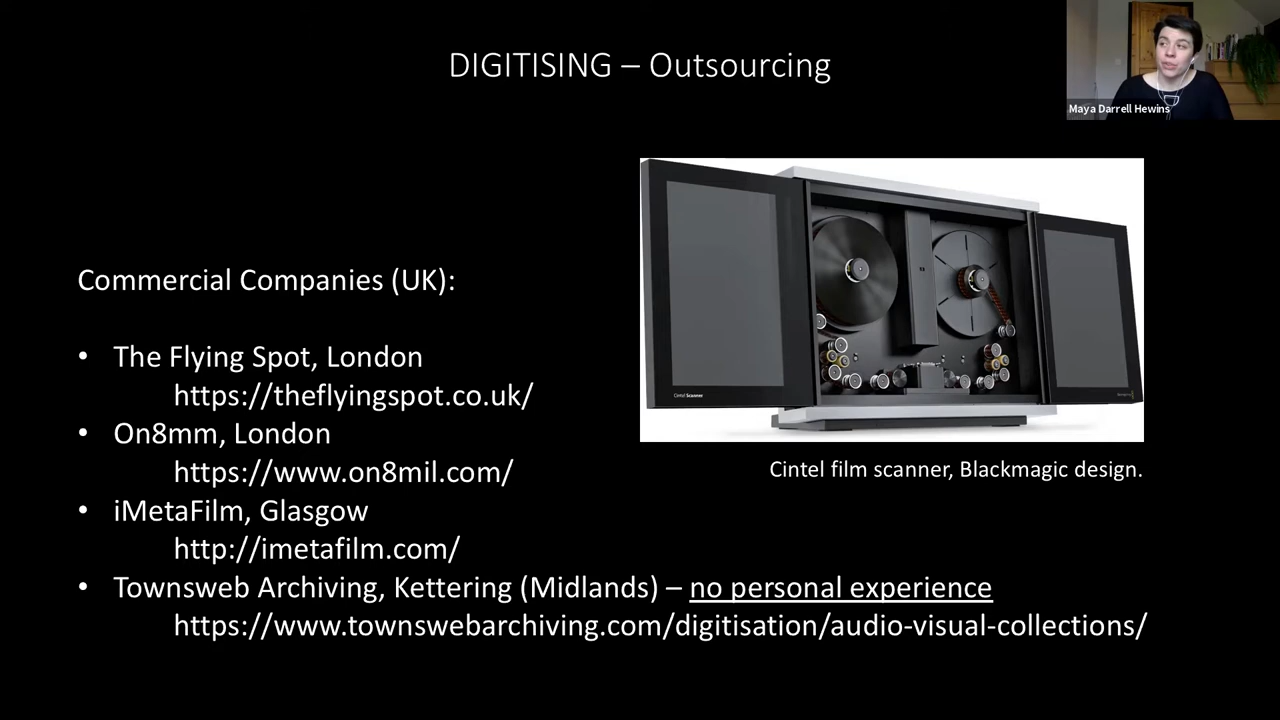 DIGITISING – Outsourcing
Maya Darrell Hewins
Commercial Companies (UK):
• The Flying Spot, London
https://theflyingspot.co.uk/
• On8mm, London
https://www.on8mil.com/
• iMetaFilm, Glasgow
http://imetafilm.com/
• Townsweb Archiving, Kettering (Midlands) – no personal experience
https://www.townswebarchiving.com/digitisation/audio-visual-collections/
Cintel Scanner
Cintel film scanner, Blackmagic design.